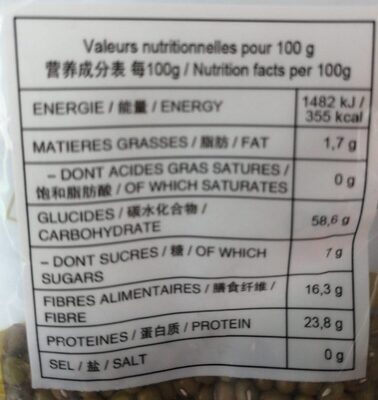 Valeurs nutritionnelles pour 100 g
营养成分表 每100g / Nutrition facts per 100g
ENERGIE / 能量 / ENERGY
1482 kJ /
355 kcal
MATIERES GRASSES / 脂肪 / FAT
1,7 g
– DONT ACIDES GRAS SATURES /
饱和脂肪酸 / OF WHICH SATURATES
0 g
GLUCIDES / 碳水化合物 /
CARBOHYDRATE
58,6 g
– DONT SUCRES / 糖 / OF WHICH
SUGARS
7 g
FIBRES ALIMENTAIRES / 膳食纤维 /
FIBRE
16,3 g
PROTEINES / 蛋白质 / PROTEIN
23,8 g
SEL / 盐 / SALT
0 g